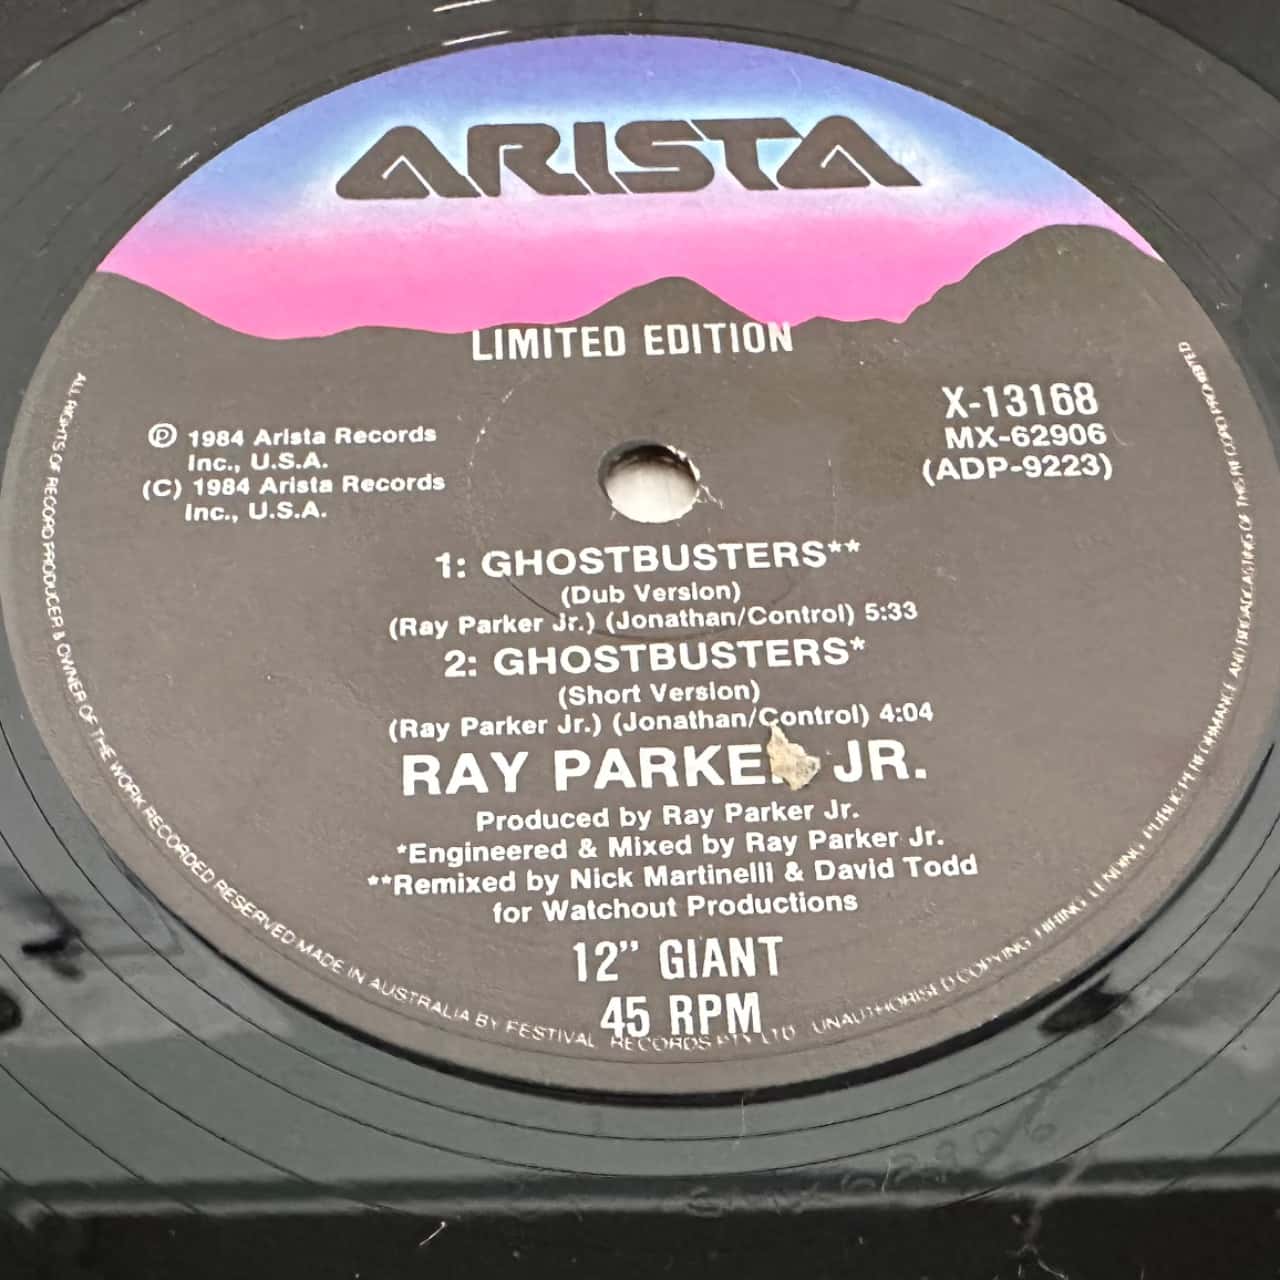 ARISTA
LIMITED EDITION
X-13168
MX-62906
(ADP-9223)
Ⓟ 1984 Arista Records
Inc., U.S.A.
(C) 1984 Arista Records
Inc., U.S.A.
1: GHOSTBUSTERS**
(Dub Version)
(Ray Parker Jr.) (Jonathan/Control) 5:33
2: GHOSTBUSTERS*
(Short Version)
(Ray Parker Jr.) (Jonathan/Control) 4:04
RAY PARKE JR.
Produced by Ray Parker Jr.
*Engineered & Mixed by Ray Parker Jr.
**Remixed by Nick Martinelli & David Todd
for Watchout Productions
12" GIANT
45 RPM
ALL RIGHTS OF RECORD PRODUCER & OWNER OF THE WORK RECORDED RESERVED MADE IN AUSTRALIA BY FESTIVAL RECORDS PTY LTD UNAUTHORISED COPYING HIRING LENDING, PUBLIC PERFORMANCE AND BROADCASTING OF THIS RECORD PROHIBITED